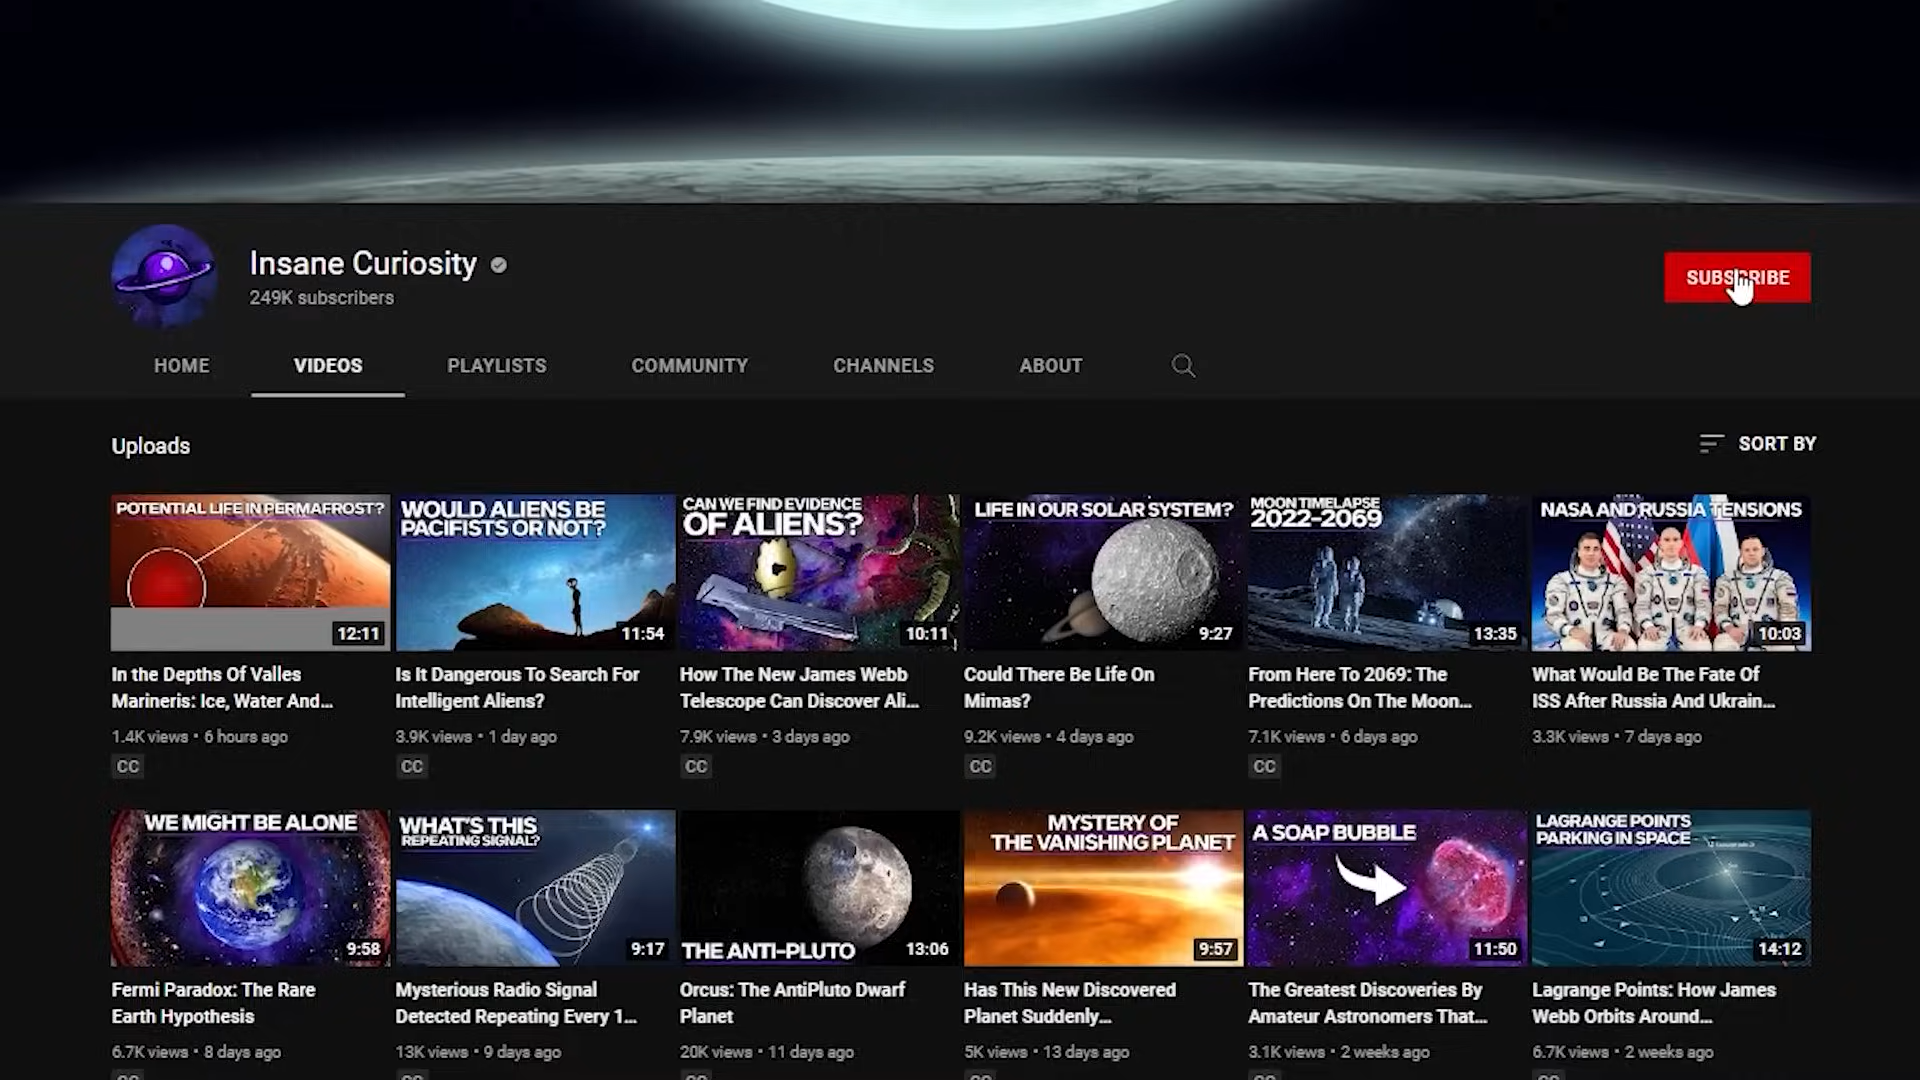 Insane Curiosity
249K subscribers
SUBSCRIBE
HOME
VIDEOS
PLAYLISTS
COMMUNITY
CHANNELS
ABOUT
Uploads
SORT BY
POTENTIAL LIFE IN PERMAFROST?
12:11
WOULD ALIENS BE
PACIFISTS OR NOT?
11:54
CAN WE FIND EVIDENCE
OF ALIENS?
10:11
LIFE IN OUR SOLAR SYSTEM?
9:27
MOON TIMELAPSE
2022-2069
13:35
NASA AND RUSSIA TENSIONS
10:03
In the Depths Of Valles
Marineris: Ice, Water And...
1.4K views • 6 hours ago
CC
Is It Dangerous To Search For
Intelligent Aliens?
3.9K views • 1 day ago
CC
How The New James Webb
Telescope Can Discover Ali...
7.9K views • 3 days ago
CC
Could There Be Life On
Mimas?
9.2K views • 4 days ago
CC
From Here To 2069: The
Predictions On The Moon...
7.1K views • 6 days ago
CC
What Would Be The Fate Of
ISS After Russia And Ukrain...
3.3K views • 7 days ago
WE MIGHT BE ALONE
9:58
WHAT'S THIS
REPEATING SIGNAL?
9:17
THE ANTI-PLUTO
13:06
MYSTERY OF
THE VANISHING PLANET
9:57
A SOAP BUBBLE
11:50
LAGRANGE POINTS
PARKING IN SPACE
14:12
Fermi Paradox: The Rare
Earth Hypothesis
6.7K views • 8 days ago
Mysterious Radio Signal
Detected Repeating Every 1...
13K views • 9 days ago
Orcus: The AntiPluto Dwarf
Planet
20K views • 11 days ago
Has This New Discovered
Planet Suddenly...
5K views • 13 days ago
The Greatest Discoveries By
Amateur Astronomers That...
3.1K views • 2 weeks ago
Lagrange Points: How James
Webb Orbits Around...
6.7K views • 2 weeks ago